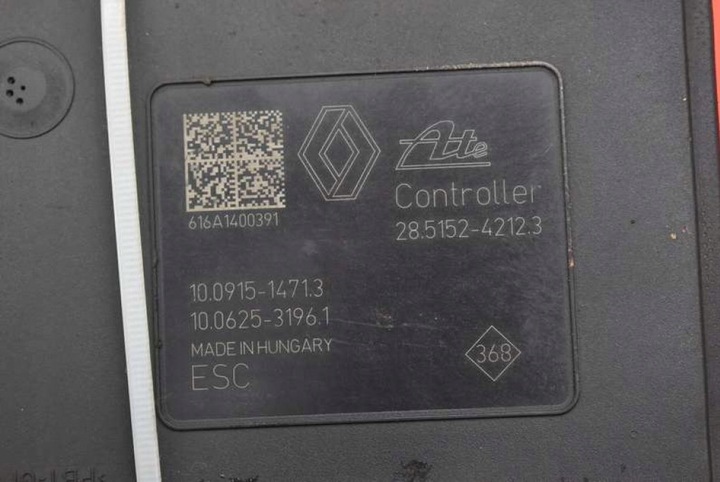 Ate
Controller
28.5152-4212.3
616A1400391
10.0915-1471.3
10.0625-3196.1
MADE IN HUNGARY
ESC
368